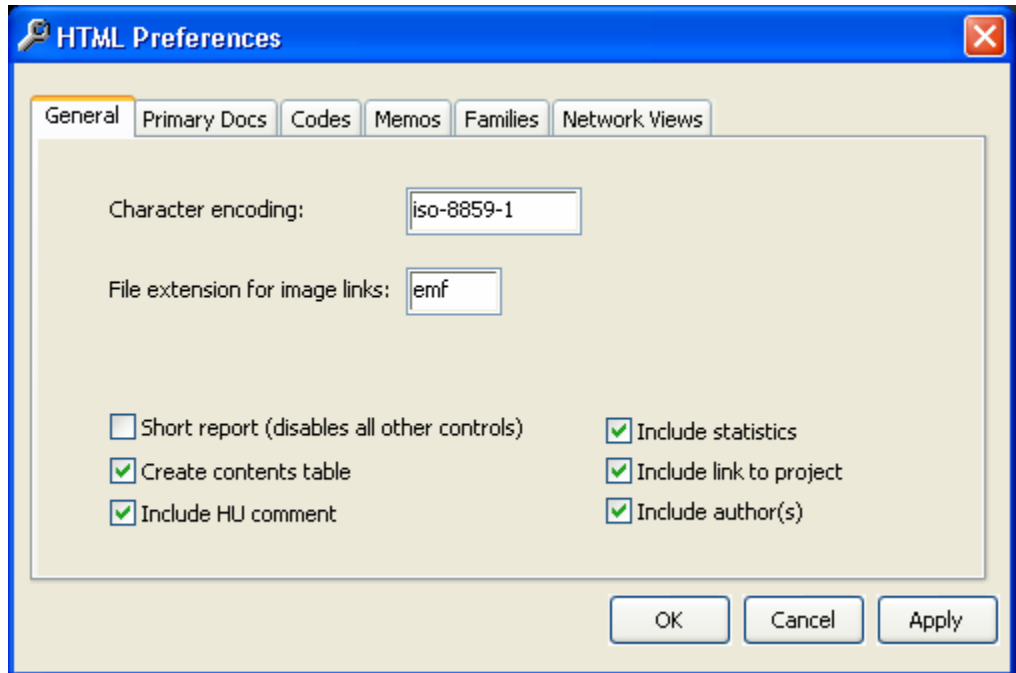 HTML Preferences
General Primary Docs Codes Memos Families Network Views
Character encoding: iso-8859-1
File extension for image links: emf
Short report (disables all other controls) Include statistics
Create contents table Include link to project
Include HU comment Include author(s)
OK Cancel Apply